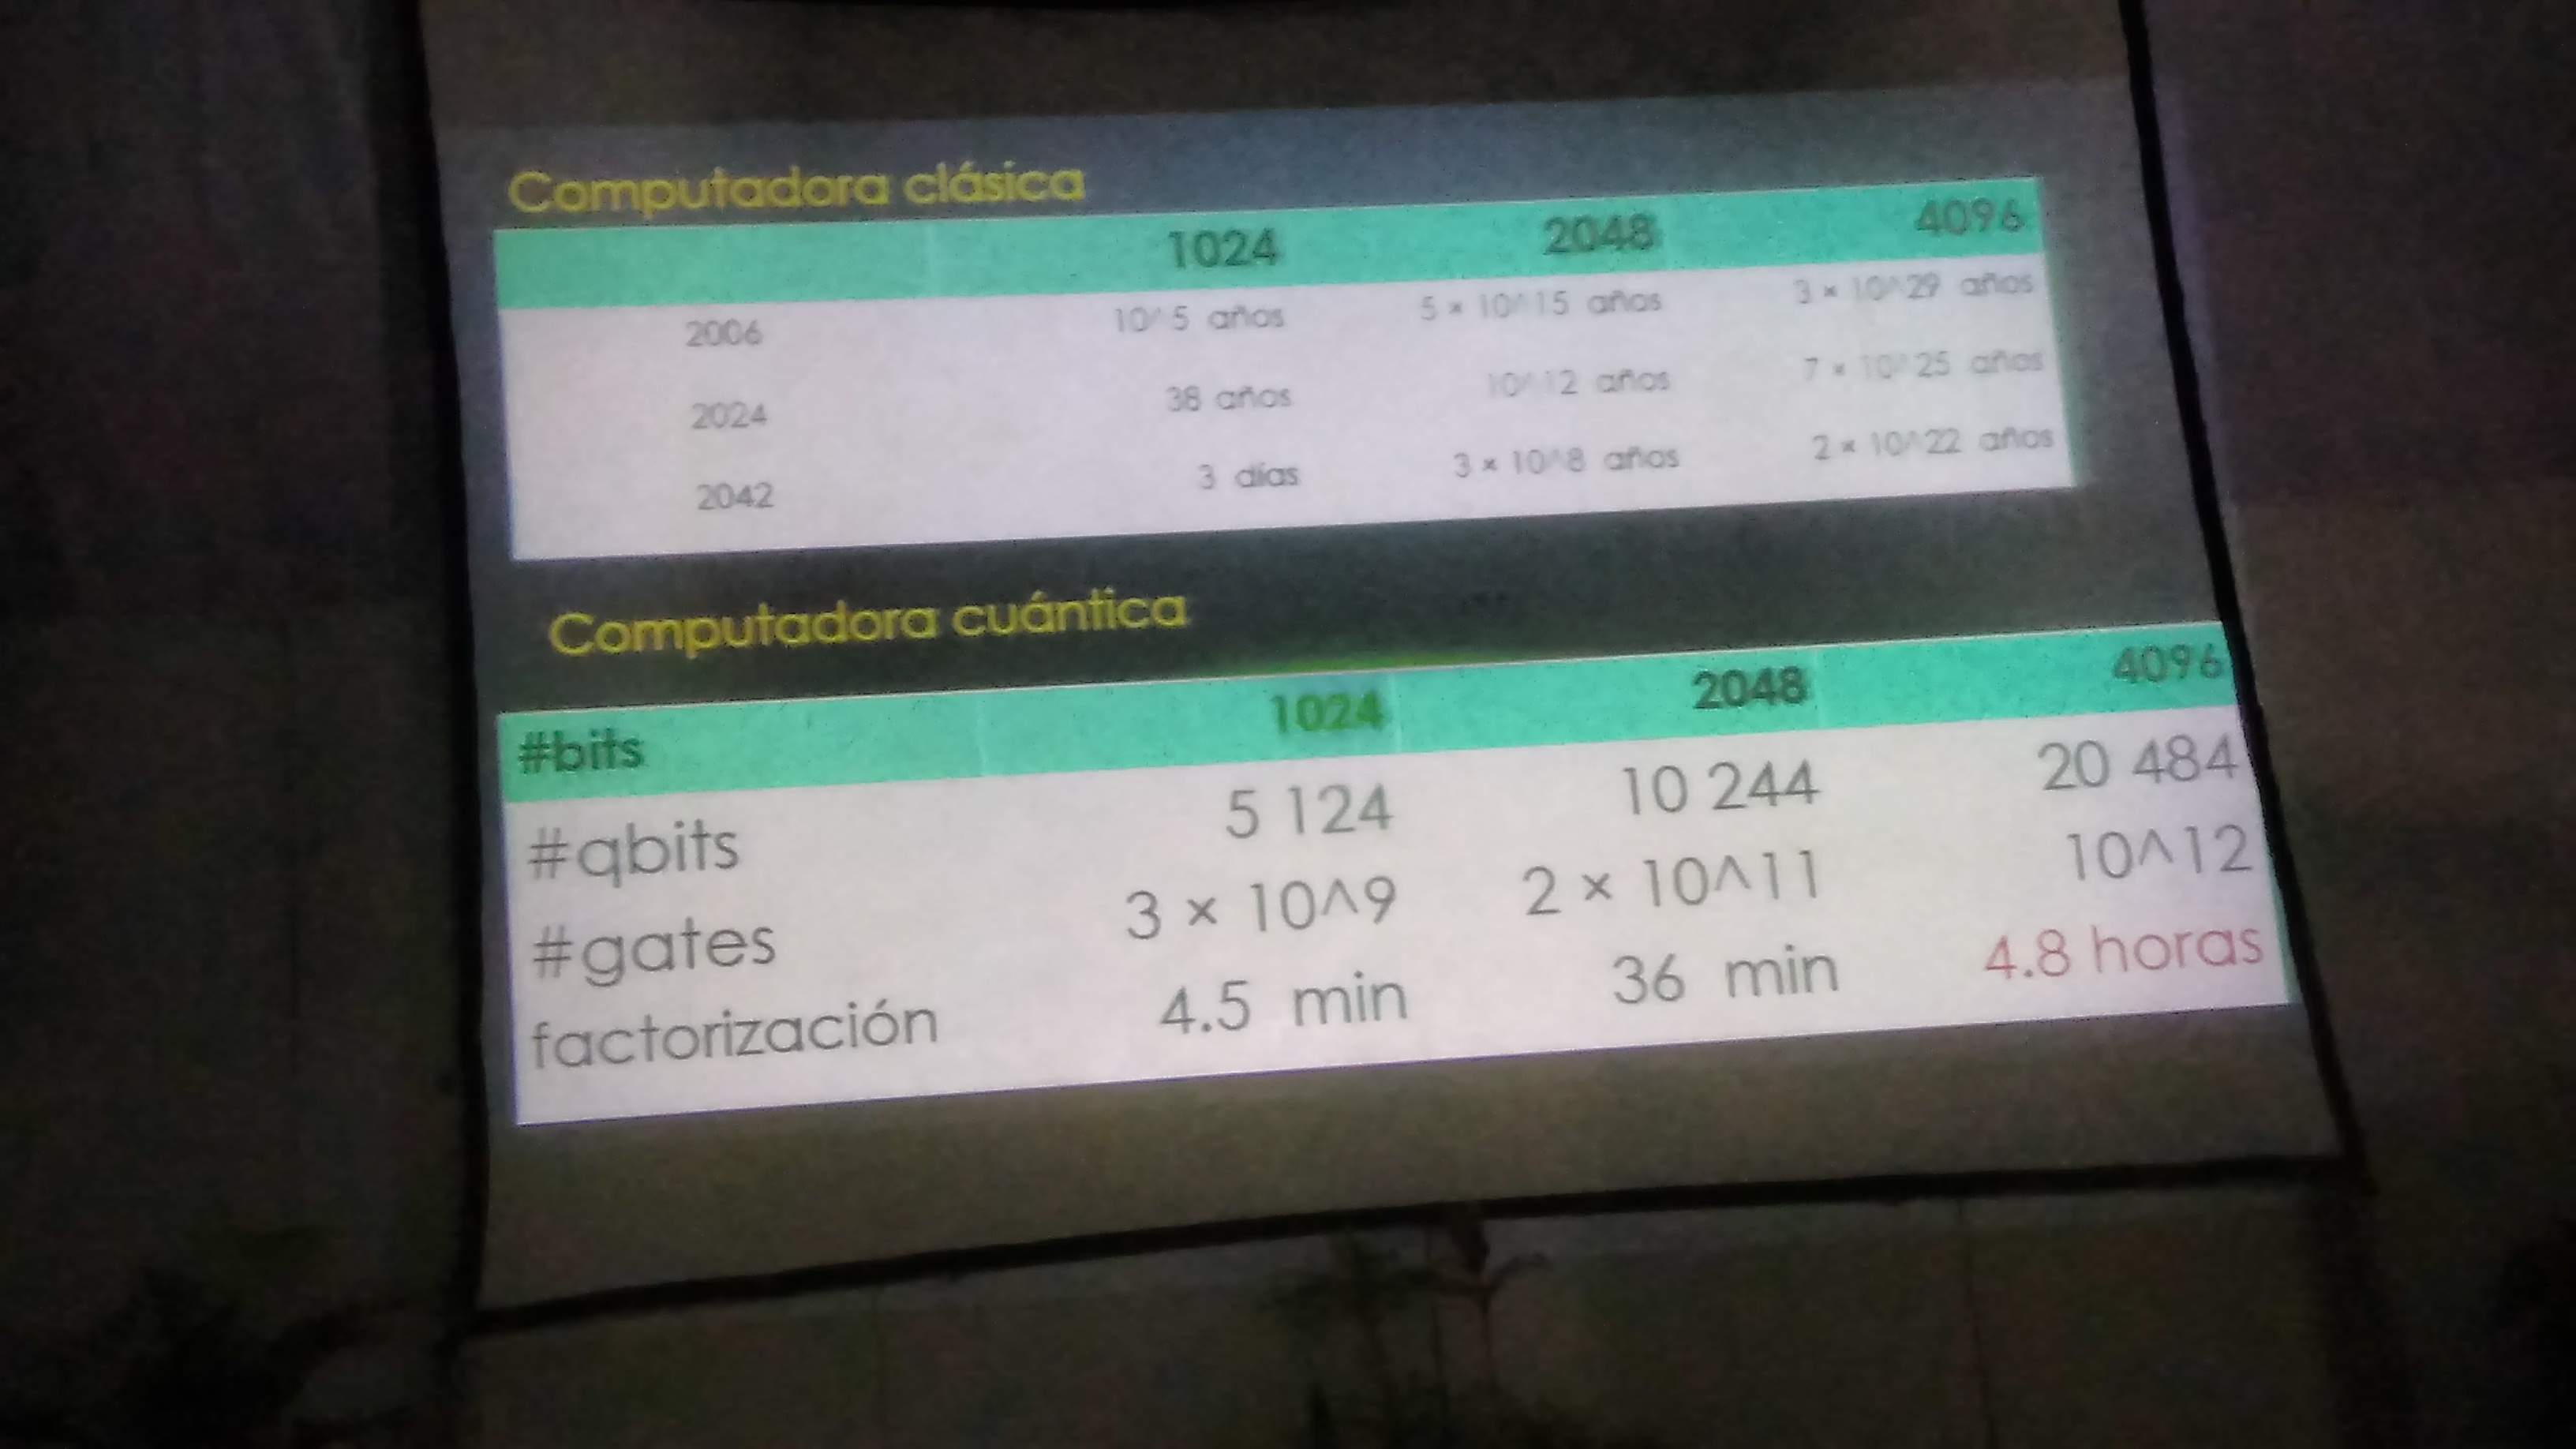 Computadora clásica
1024 2048 4096
2006 10^5 años 5 × 10^15 años 3 × 10^29 años
2024 38 años 10^12 años 7 × 10^25 años
2042 3 días 3 × 10^8 años 2 × 10^22 años
Computadora cuántica
#bits 1024 2048 4096
#qbits 5 124 10 244 20 484
#gates 3 × 10^9 2 × 10^11 10^12
factorización 4.5 min 36 min 4.8 horas